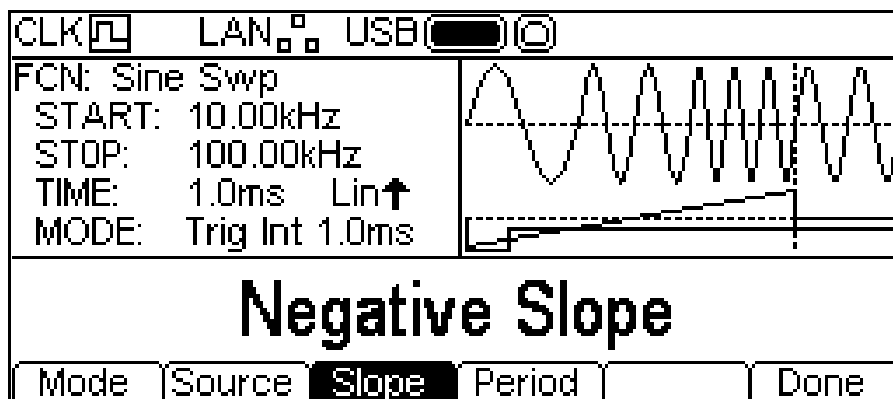 CLK LAN USB
FCN: Sine Swp
START: 10.00kHz
STOP: 100.00kHz
TIME: 1.0ms Lin↑
MODE: Trig Int 1.0ms
Negative Slope
Mode Source Slope Period Done